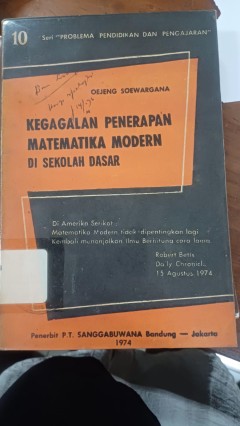 10 Seri "PROBLEMA PENDIDIKAN DAN PENGAJARAN"
OEJENG SOEWARGANA
KEGAGALAN PENERAPAN
MATEMATIKA MODERN
DI SEKOLAH DASAR
Di Amerika Serikat
Matematika Modern tidak dipentingkan lagi
Kembali menonjolkan Ilmu Berhitung cara lama
Robert Betts
Daily Chronicl
15 Agustus 1974
Penerbit P.T. SANGGABUWANA Bandung — Jakarta
1974